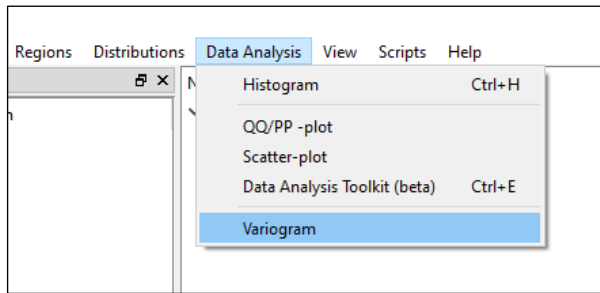 Regions Distributions Data Analysis View Scripts Help
Histogram Ctrl+H
QQ/PP -plot
Scatter-plot
Data Analysis Toolkit (beta) Ctrl+E
Variogram